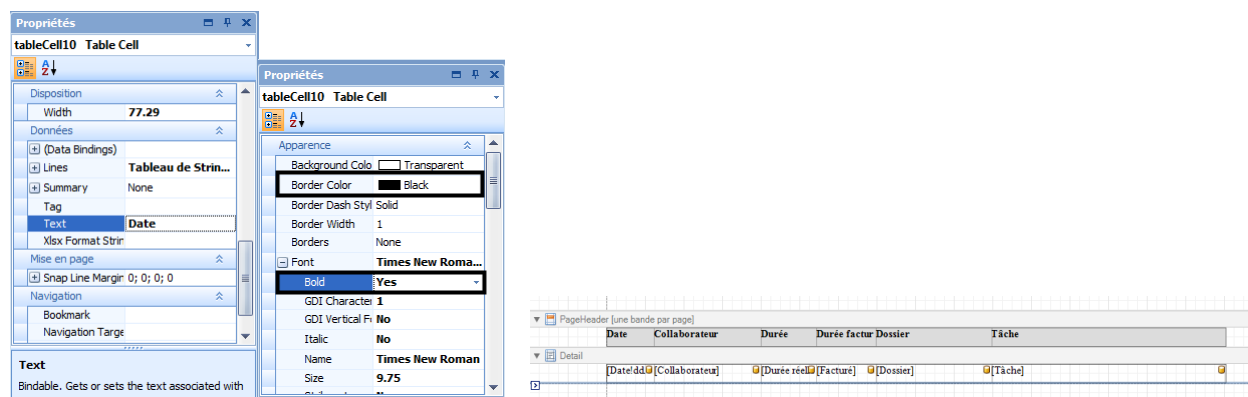 Propriétés
tableCell10 Table Cell
Disposition
Width 77.29
Données
(Data Bindings)
Lines Tableau de Strin...
Summary None
Tag
Text Date
Xlsx Format Strin
Mise en page
Snap Line Margin 0; 0; 0; 0
Navigation
Bookmark
Navigation Targe
Text
Bindable. Gets or sets the text associated with
Propriétés
tableCell10 Table Cell
Apparence
Background Colo Transparent
Border Color Black
Border Dash Styl Solid
Border Width 1
Borders None
Font Times New Roma...
Bold Yes
GDI Character 1
GDI Vertical Fo No
Italic No
Name Times New Roman
Size 9.75
PageHeader [une bande par page]
Date Collaborateur Durée Durée factur Dossier Tâche
Detail
[Date!dd [Collaborateur] [Durée réell [Facturé] [Dossier] [Tâche]